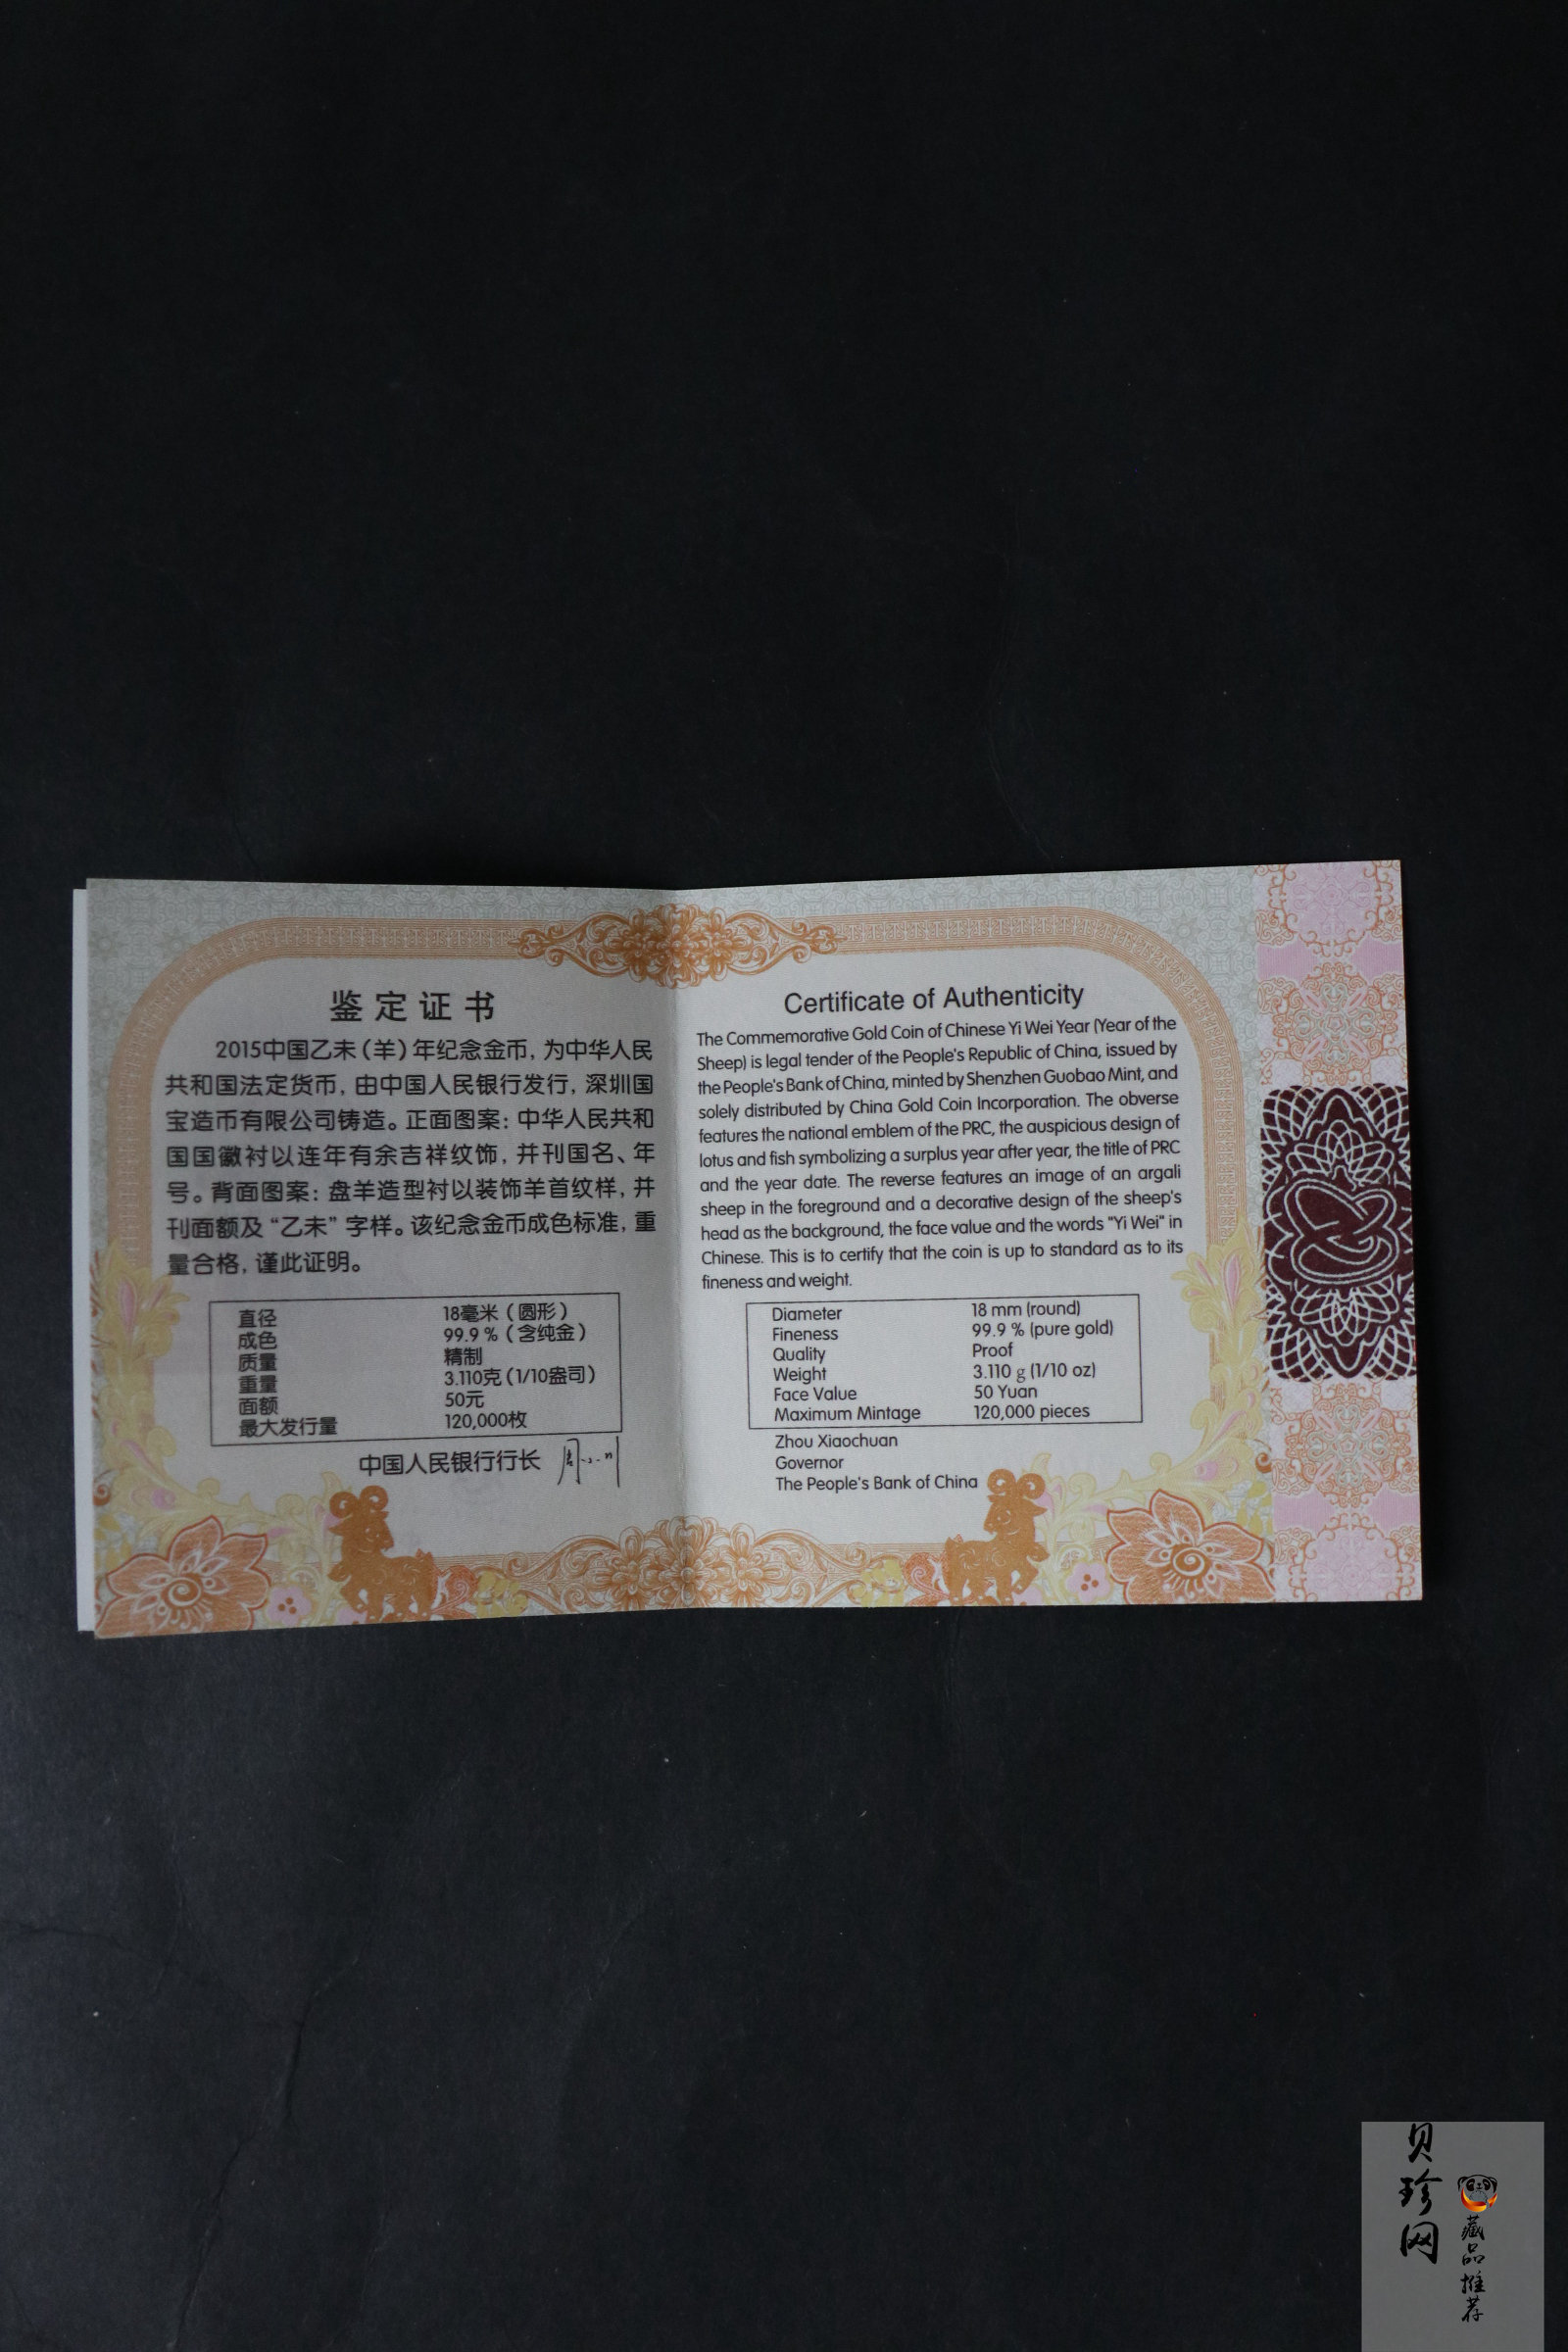 鉴定证书
2015中国乙未(羊)年纪念金币,为中华人民
共和国法定货币,由中国人民银行发行,深圳国
宝造币有限公司铸造。正面图案:中华人民共和
国国徽衬以连年有余吉祥纹饰,并刊国名、年
号。背面图案:盘羊造型衬以装饰羊首纹样,并
刊面额及“乙未”字样。该纪念金币成色标准,重
量合格,谨此证明。
直径 18毫米(圆形)
成色 99.9%(含纯金)
质量 精制
重量 3.110克(1/10盎司)
面额 50元
最大发行量 120,000枚
中国人民银行行长
Certificate of Authenticity
The Commemorative Gold Coin of Chinese Yi Wei Year (Year of the
Sheep) is legal tender of the People's Republic of China, issued by
the People's Bank of China, minted by Shenzhen Guobao Mint, and
solely distributed by China Gold Coin Incorporation. The obverse
features the national emblem of the PRC, the auspicious design of
lotus and fish symbolizing a surplus year after year, the title of PRC
and the year date. The reverse features an image of an argali
sheep in the foreground and a decorative design of the sheep's
head as the background, the face value and the words "Yi Wei" in
Chinese. This is to certify that the coin is up to standard as to its
fineness and weight.
Diameter 18 mm (round)
Fineness 99.9 % (pure gold)
Quality Proof
Weight 3.110 g (1/10 oz)
Face Value 50 Yuan
Maximum Mintage 120,000 pieces
Zhou Xiaochuan
Governor
The People's Bank of China
贝珍网
藏品推荐